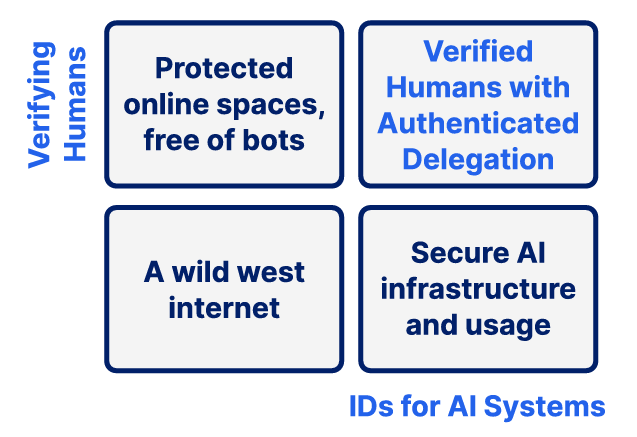 Verifying
Humans
Protected
online spaces,
free of bots
Verified
Humans with
Authenticated
Delegation
A wild west
internet
Secure AI
infrastructure
and usage
IDs for AI Systems